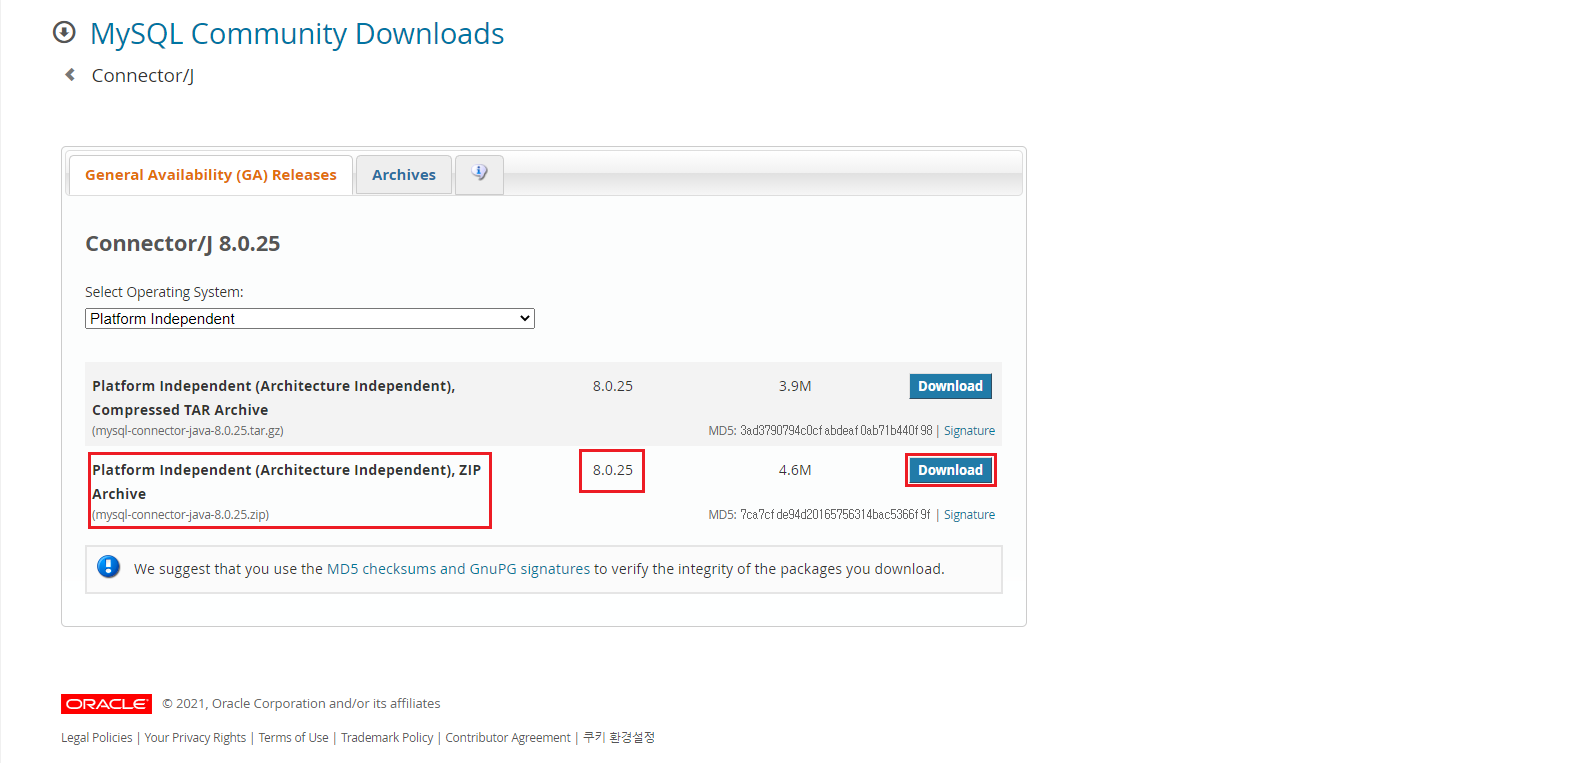 MySQL Community Downloads
Connector/J
General Availability (GA) Releases
Archives
Connector/J 8.0.25
Select Operating System:
Platform Independent
Platform Independent (Architecture Independent), 8.0.25 3.9M Download
Compressed TAR Archive
(mysql-connector-java-8.0.25.tar.gz) MD5: 3ad3790794c0cfabdeaf0ab71b440f98 | Signature
Platform Independent (Architecture Independent), ZIP 8.0.25 4.6M Download
Archive
(mysql-connector-java-8.0.25.zip) MD5: 7ca7cfde94d20165756314bac5366f9f | Signature
We suggest that you use the MD5 checksums and GnuPG signatures to verify the integrity of the packages you download.
ORACLE © 2021, Oracle Corporation and/or its affiliates
Legal Policies | Your Privacy Rights | Terms of Use | Trademark Policy | Contributor Agreement | 쿠키 환경설정